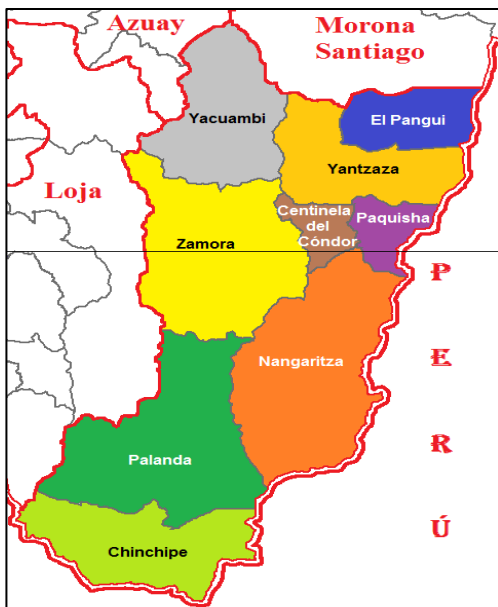 Azuay
Morona
Santiago
Yacuambi
El Pangui
Yantzaza
Loja
Centinela
del
Cóndor
Paquisha
Zamora
P
E
R
Ú
Nangaritza
Palanda
Chinchipe